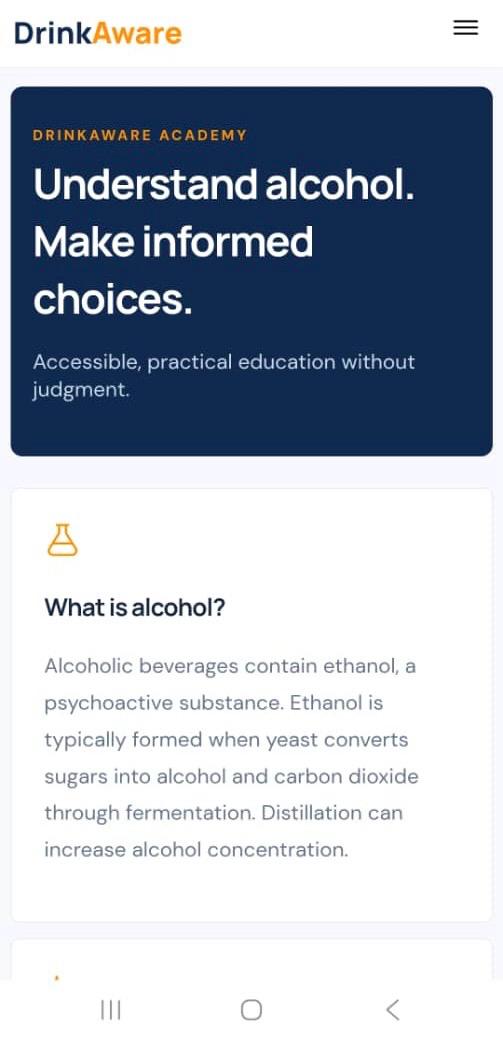 DrinkAware
DRINKAWARE ACADEMY
Understand alcohol.
Make informed
choices.
Accessible, practical education without
judgment.
What is alcohol?
Alcoholic beverages contain ethanol, a
psychoactive substance. Ethanol is
typically formed when yeast converts
sugars into alcohol and carbon dioxide
through fermentation. Distillation can
increase alcohol concentration.